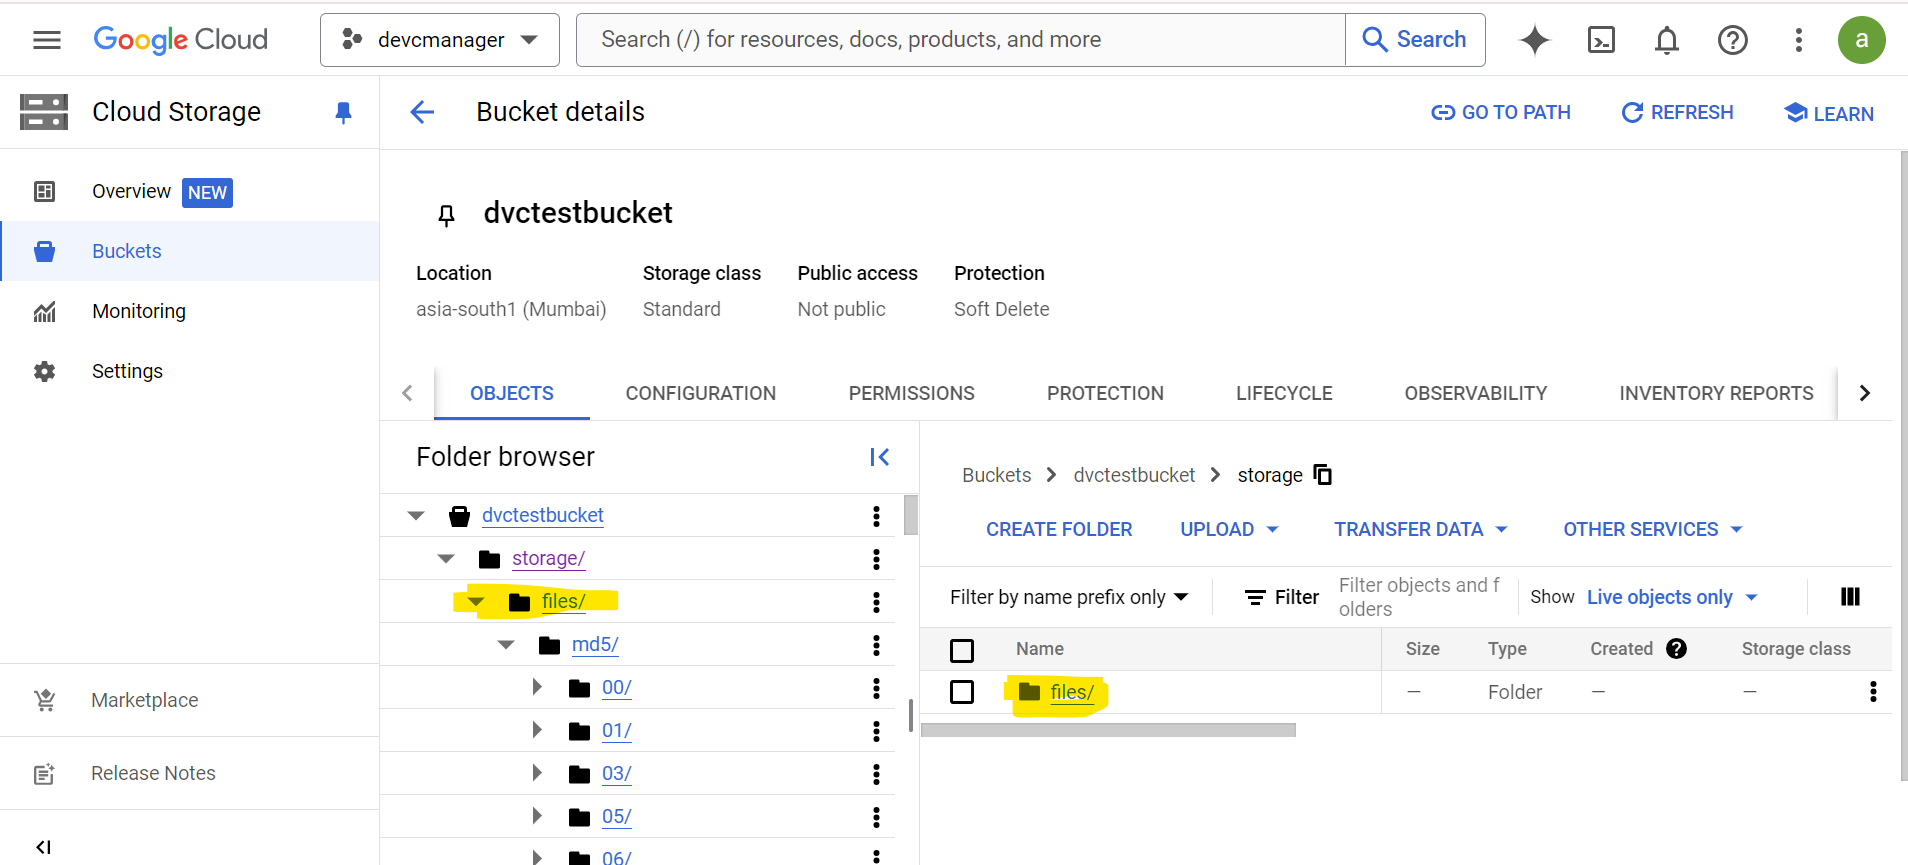 Google Cloud
devcmanager
Search (/) for resources, docs, products, and more
Search
a
Cloud Storage
Bucket details
GO TO PATH
REFRESH
LEARN
Overview NEW
Buckets
Monitoring
Settings
Marketplace
Release Notes
dvctestbucket
Location Storage class Public access Protection
asia-south1 (Mumbai) Standard Not public Soft Delete
OBJECTS CONFIGURATION PERMISSIONS PROTECTION LIFECYCLE OBSERVABILITY INVENTORY REPORTS
Folder browser
dvctestbucket
storage/
files/
md5/
00/
01/
03/
05/
06/
Buckets > dvctestbucket > storage
CREATE FOLDER UPLOAD TRANSFER DATA OTHER SERVICES
Filter by name prefix only
Filter
Filter objects and f
olders
Show Live objects only
Name Size Type Created Storage class
files/ — Folder — —